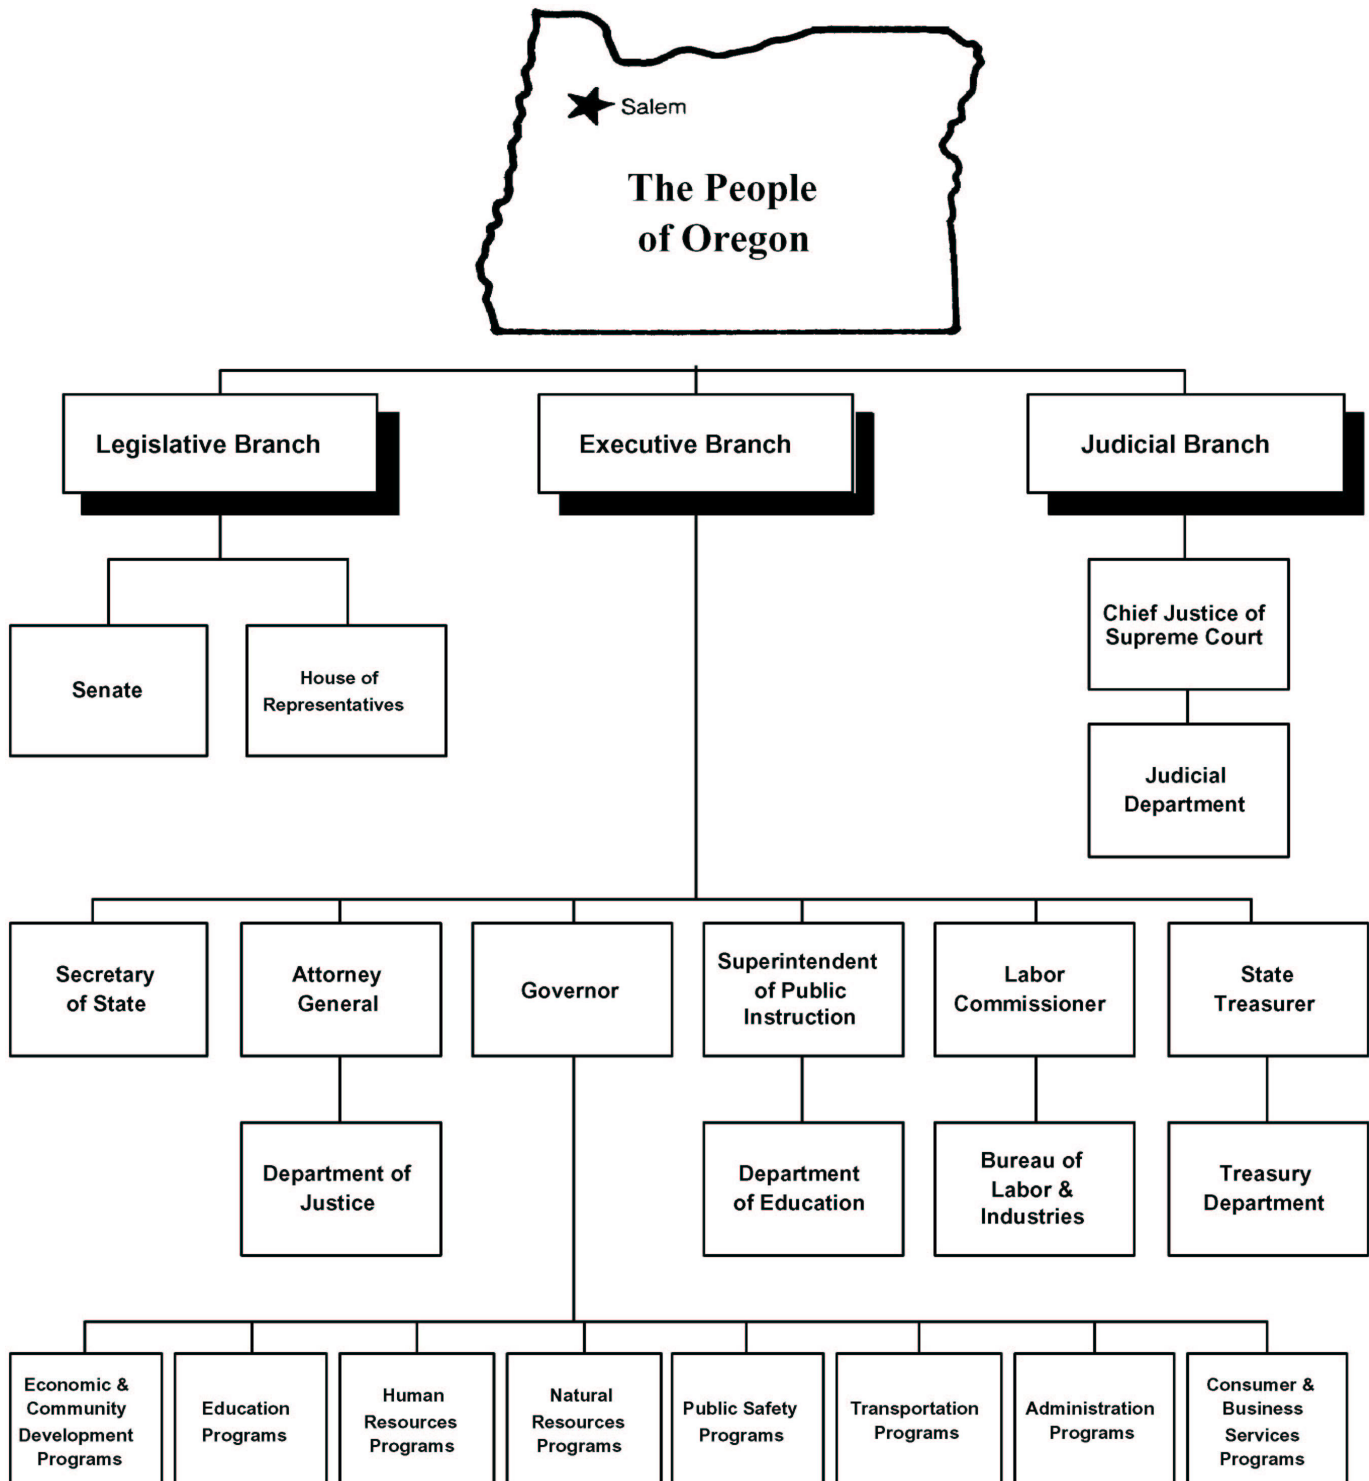 Salem
The People
of Oregon
Legislative Branch
Executive Branch
Judicial Branch
Senate
House of
Representatives
Chief Justice of
Supreme Court
Judicial
Department
Secretary
of State
Attorney
General
Governor
Superintendent
of Public
Instruction
Labor
Commissioner
State
Treasurer
Department of
Justice
Department
of Education
Bureau of
Labor &
Industries
Treasury
Department
Economic &
Community
Development
Programs
Education
Programs
Human
Resources
Programs
Natural
Resources
Programs
Public Safety
Programs
Transportation
Programs
Administration
Programs
Consumer &
Business
Services
Programs